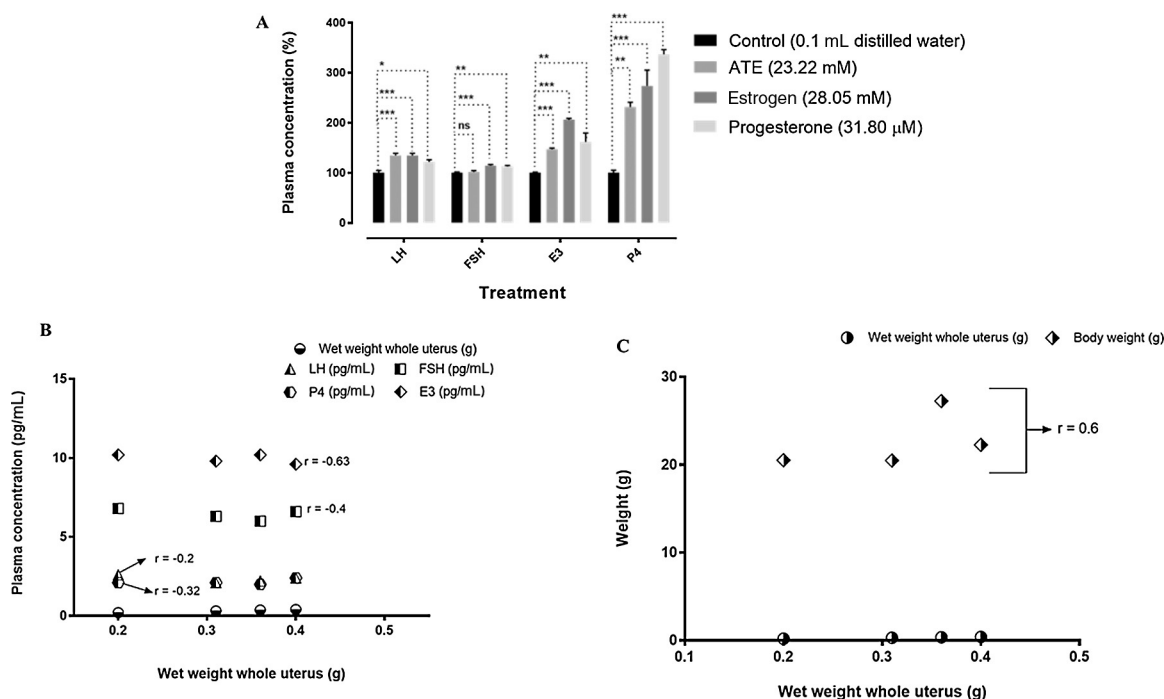 A
Plasma concentration (%)
400
300
200
100
0
***
***
*
ns
***
**
***
***
**
**
***
***
LH
FSH
E3
P4
Treatment
Control (0.1 mL distilled water)
ATE (23.22 mM)
Estrogen (28.05 mM)
Progesterone (31.80 μM)
B
Wet weight whole uterus (g)
LH (pg/mL)
FSH (pg/mL)
P4 (pg/mL)
E3 (pg/mL)
Plasma concentration (pg/mL)
15
10
5
0
r = -0.63
r = -0.4
r = -0.2
r = -0.32
0.2
0.3
0.4
0.5
Wet weight whole uterus (g)
C
Wet weight whole uterus (g)
Body weight (g)
Weight (g)
30
20
10
0
r = 0.6
0.1
0.2
0.3
0.4
0.5
Wet weight whole uterus (g)